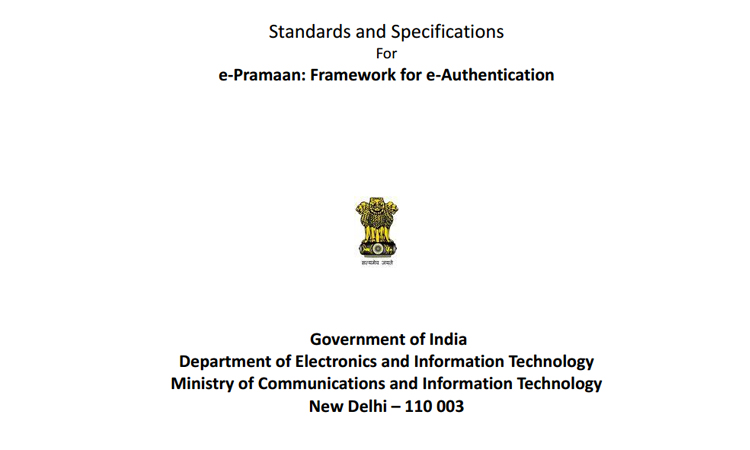 Standards and Specifications
For
e-Pramaan: Framework for e-Authentication
सत्यमेव जयते
Government of India
Department of Electronics and Information Technology
Ministry of Communications and Information Technology
New Delhi – 110 003